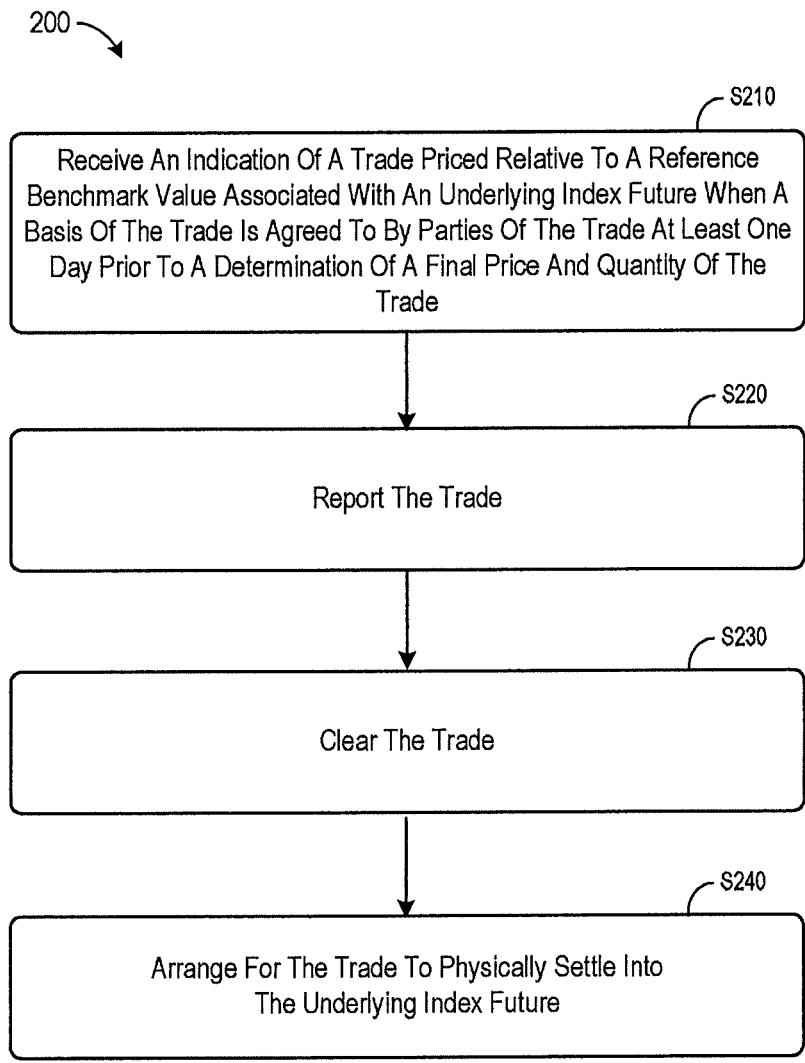 200
S210
Receive An Indication Of A Trade Priced Relative To A Reference
Benchmark Value Associated With An Underlying Index Future When A
Basis Of The Trade Is Agreed To By Parties Of The Trade At Least One
Day Prior To A Determination Of A Final Price And Quantity Of The
Trade
S220
Report The Trade
S230
Clear The Trade
S240
Arrange For The Trade To Physically Settle Into
The Underlying Index Future